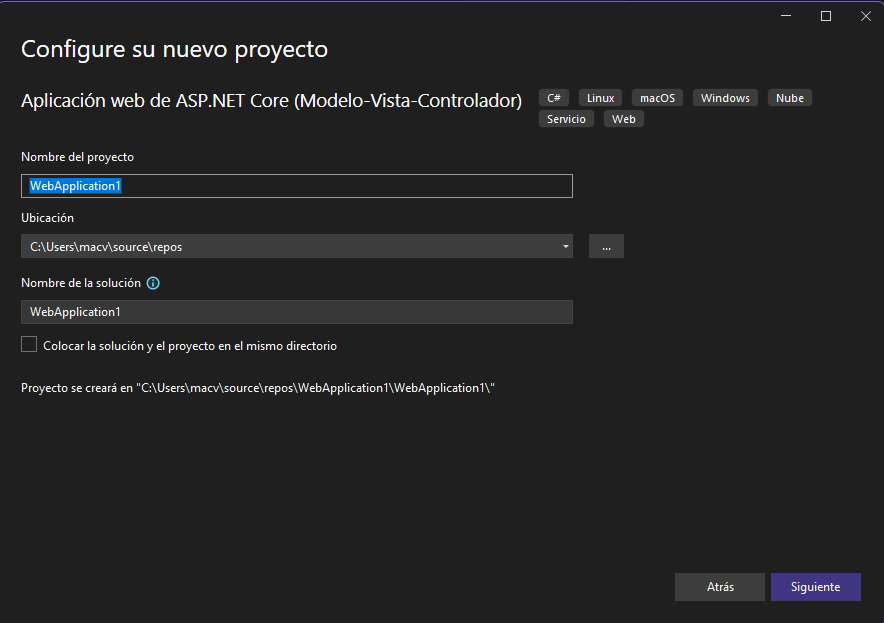 Configure su nuevo proyecto
Aplicación web de ASP.NET Core (Modelo-Vista-Controlador) C# Linux macOS Windows Nube
Servicio Web
Nombre del proyecto
WebApplication1
Ubicación
C:\Users\macv\source\repos ...
Nombre de la solución
WebApplication1
Colocar la solución y el proyecto en el mismo directorio
Proyecto se creará en "C:\Users\macv\source\repos\WebApplication1\WebApplication1\"
Atrás Siguiente